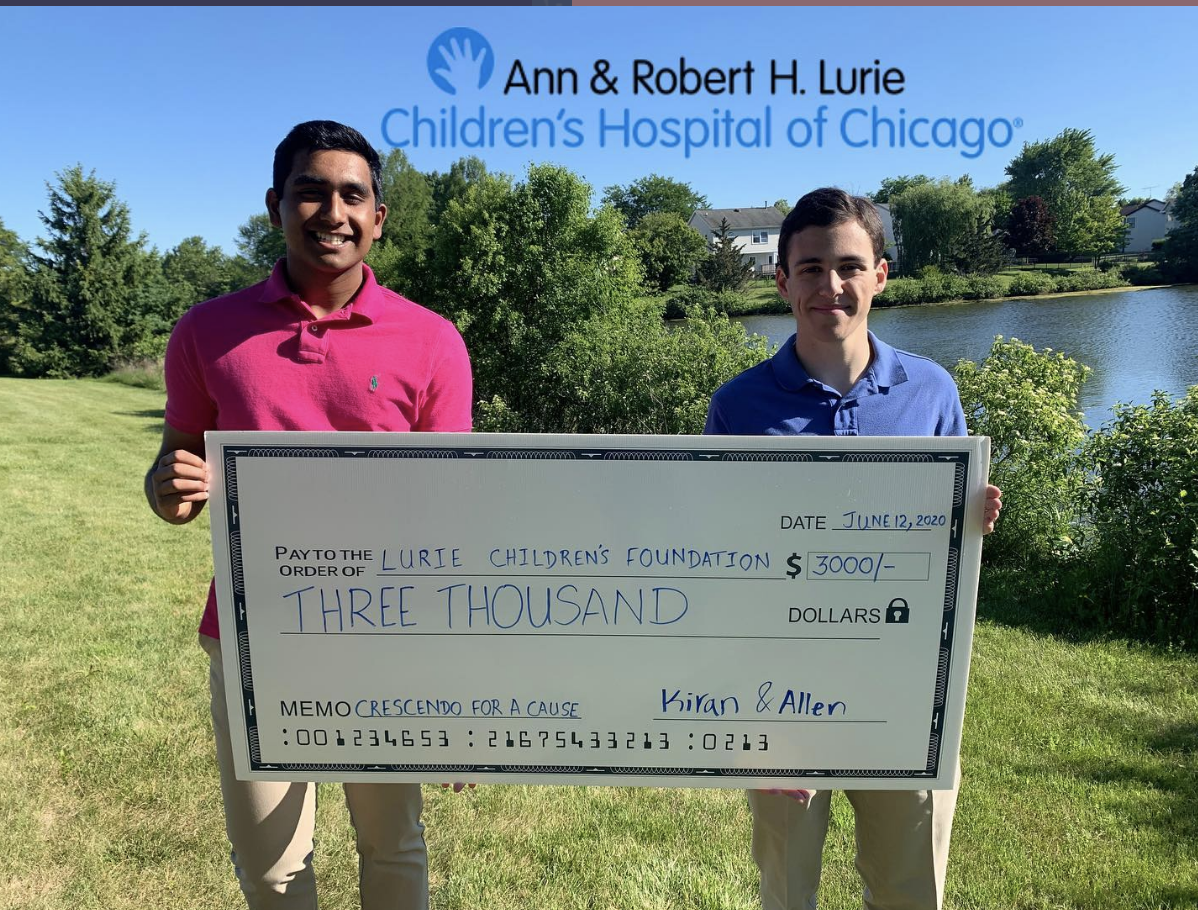 Ann & Robert H. Lurie
Children's Hospital of Chicago®
DATE JUNE 12, 2020
PAY TO THE ORDER OF LURIE CHILDREN'S FOUNDATION $ 3000/-
THREE THOUSAND DOLLARS
MEMO CRESCENDO FOR A CAUSE Kiran & Allen
:001234653 : 21675433213 :0213